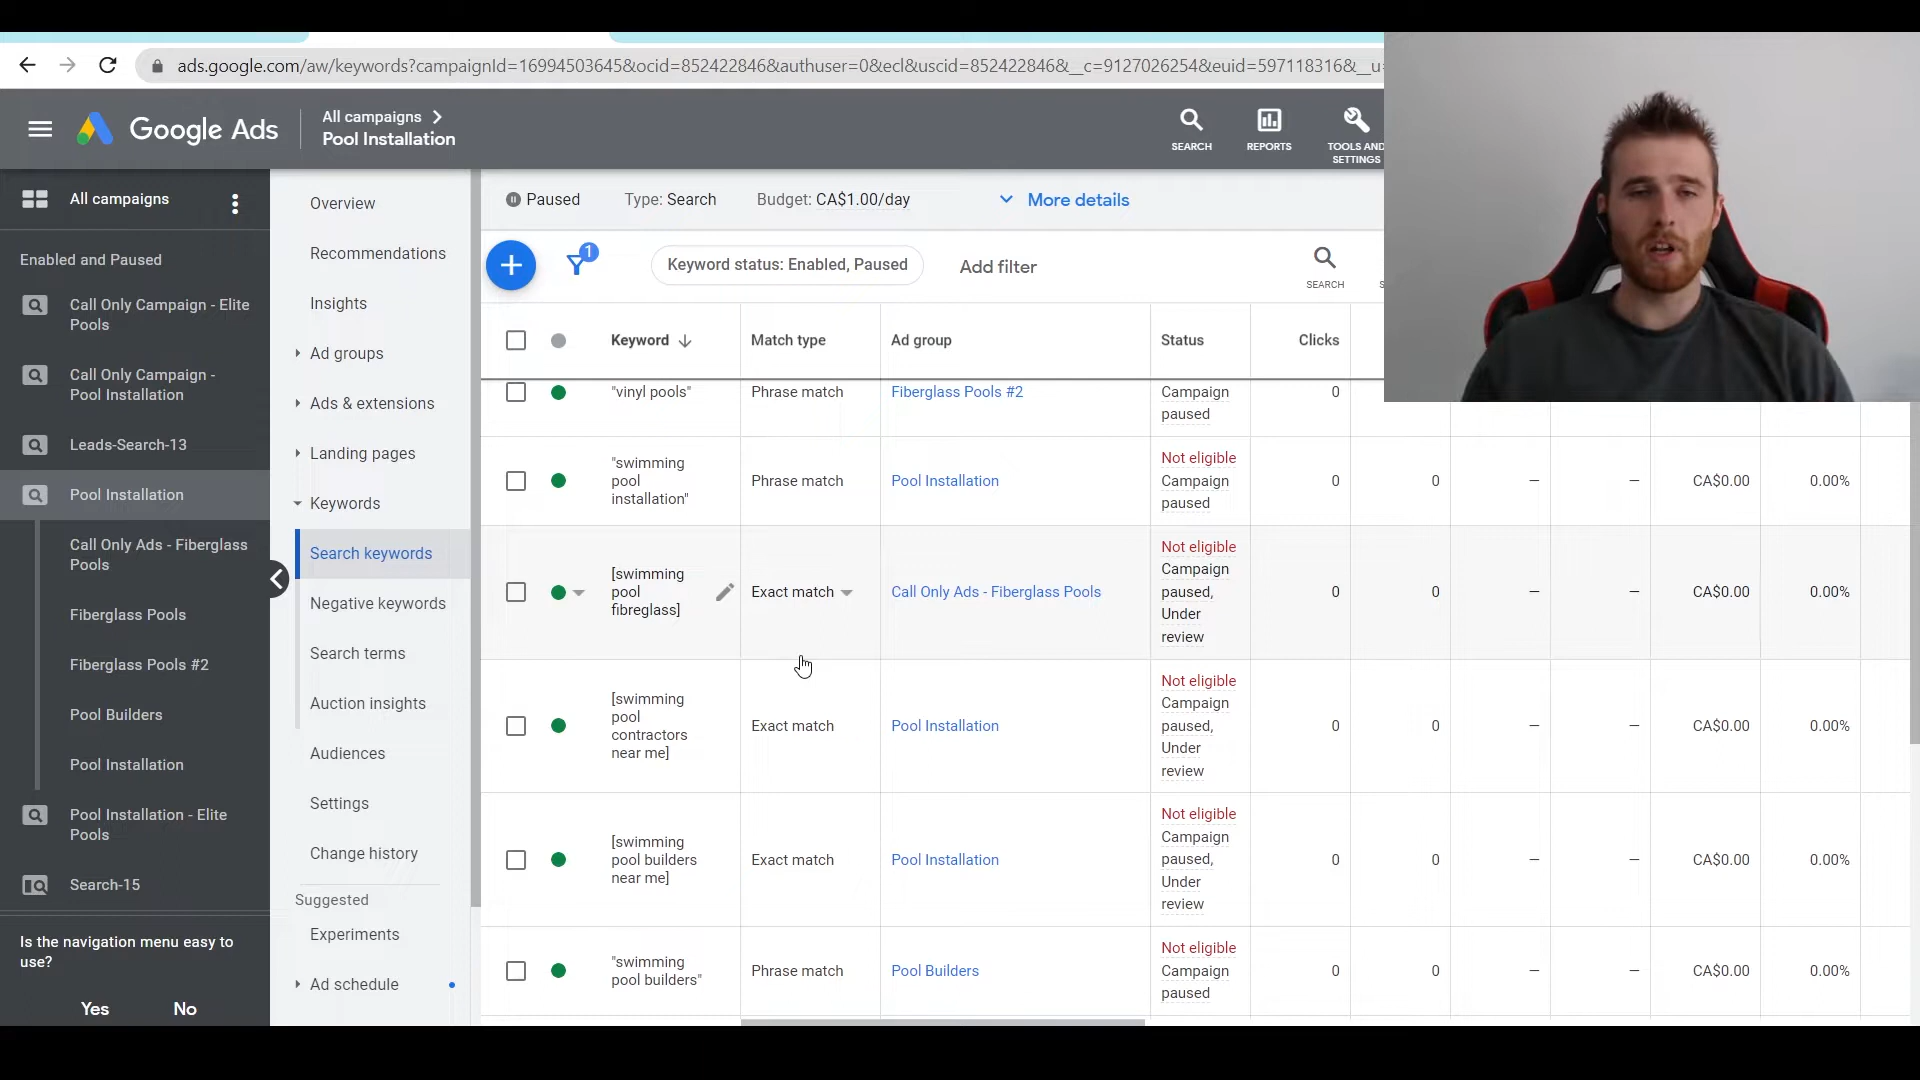 ads.google.com/aw/keywords?campaignId=16994503645&ocid=852422846&authuser=0&ecl&uscid=852422846&__c=9127026254&euid=597118316&__u=
Google Ads
All campaigns
Pool Installation
SEARCH
REPORTS
TOOLS AND
SETTINGS
All campaigns
Enabled and Paused
Call Only Campaign - Elite
Pools
Call Only Campaign -
Pool Installation
Leads-Search-13
Pool Installation
Call Only Ads - Fiberglass
Pools
Fiberglass Pools
Fiberglass Pools #2
Pool Builders
Pool Installation
Pool Installation - Elite
Pools
Search-15
Is the navigation menu easy to
use?
Yes No
Overview
Recommendations
Insights
Ad groups
Ads & extensions
Landing pages
Keywords
Search keywords
Negative keywords
Search terms
Auction insights
Audiences
Settings
Change history
Suggested
Experiments
Ad schedule
Paused Type: Search Budget: CA$1.00/day More details
1
Keyword status: Enabled, Paused Add filter
SEARCH
Keyword Match type Ad group Status Clicks
"vinyl pools" Phrase match Fiberglass Pools #2 Campaign
paused 0
"swimming
pool
installation" Phrase match Pool Installation Not eligible
Campaign
paused 0 0 — — CA$0.00 0.00%
[swimming
pool
fibreglass] Exact match Call Only Ads - Fiberglass Pools Not eligible
Campaign
paused,
Under
review 0 0 — — CA$0.00 0.00%
[swimming
pool
contractors
near me] Exact match Pool Installation Not eligible
Campaign
paused,
Under
review 0 0 — — CA$0.00 0.00%
[swimming
pool builders
near me] Exact match Pool Installation Not eligible
Campaign
paused,
Under
review 0 0 — — CA$0.00 0.00%
"swimming
pool builders" Phrase match Pool Builders Not eligible
Campaign
paused 0 0 — — CA$0.00 0.00%